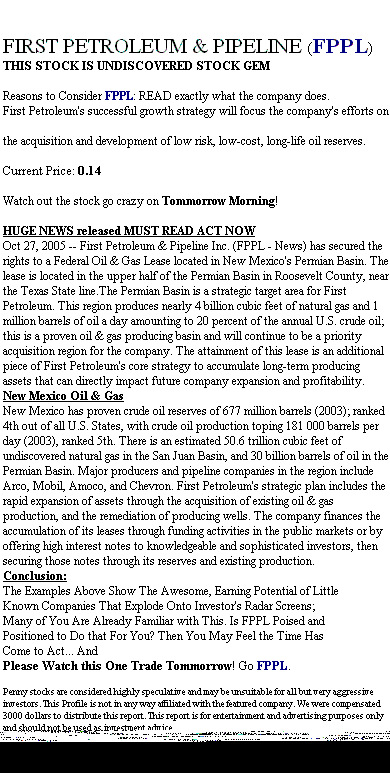 FIRST PETROLEUM & PIPELINE (FPPL)
THIS STOCK IS UNDISCOVERED STOCK GEM
Reasons to Consider FPPL: READ exactly what the company does.
First Petroleum's successful growth strategy will focus the company's efforts on
the acquisition and development of low risk, low-cost, long-life oil reserves.
Current Price: 0.14
Watch out the stock go crazy on Tommorrow Morning!
HUGE NEWS released MUST READ ACT NOW
Oct 27, 2005 -- First Petroleum & Pipeline Inc. (FPPL - News) has secured the
rights to a Federal Oil & Gas Lease located in New Mexico's Permian Basin. The
lease is located in the upper half of the Permian Basin in Roosevelt County, near
the Texas State line.The Permian Basin is a strategic target area for First
Petroleum. This region produces nearly 4 billion cubic feet of natural gas and 1
million barrels of oil a day amounting to 20 percent of the annual U.S. crude oil;
this is a proven oil & gas producing basin and will continue to be a priority
acquisition region for the company. The attainment of this lease is an additional
piece of First Petroleum's core strategy to accumulate long-term producing
assets that can directly impact future company expansion and profitability.
New Mexico Oil & Gas
New Mexico has proven crude oil reserves of 677 million barrels (2003); ranked
4th out of all U.S. States, with crude oil production toping 181 000 barrels per
day (2003), ranked 5th. There is an estimated 50.6 trillion cubic feet of
undiscovered natural gas in the San Juan Basin, and 30 billion barrels of oil in the
Permian Basin. Major producers and pipeline companies in the region include
Arco, Mobil, Amoco, and Chevron. First Petroleum's strategic plan includes the
rapid expansion of assets through the acquisition of existing oil & gas
production, and the remediation of producing wells. The company finances the
accumulation of its leases through funding activities in the public markets or by
offering high interest notes to knowledgeable and sophisticated investors, then
securing those notes through its reserves and existing production.
Conclusion:
The Examples Above Show The Awesome, Earning Potential of Little
Known Companies That Explode Onto Investor's Radar Screens;
Many of You Are Already Familiar with This. Is FPPL Poised and
Positioned to Do that For You? Then You May Feel the Time Has
Come to Act... And
Please Watch this One Trade Tommorrow! Go FPPL.
Penny stocks are considered highly speculative and may be unsuitable for all but very aggressive
investors. This Profile is not in any way affiliated with the featured company. We were compensated
3000 dollars to distribute this report. This report is for entertainment and advertising purposes only
and should not be used as investment advice